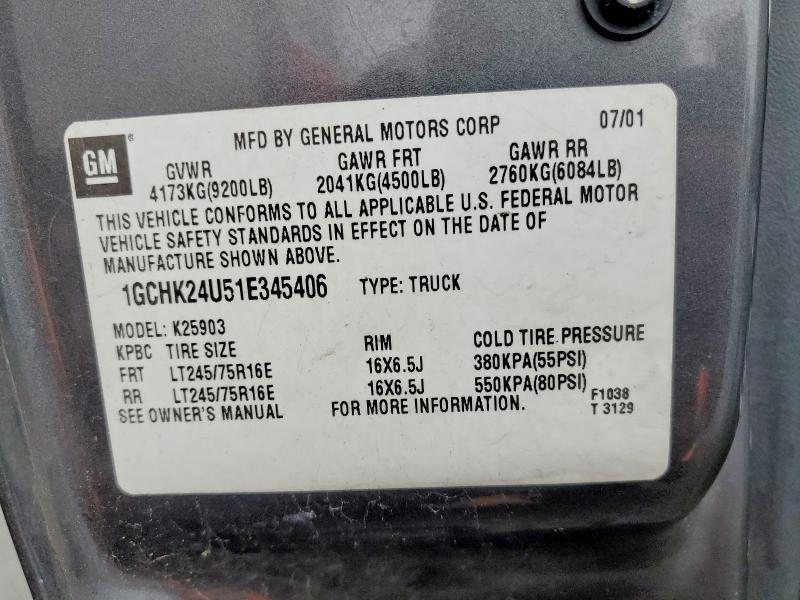 GM ®
MFD BY GENERAL MOTORS CORP 07/01
GVWR GAWR FRT GAWR RR
4173KG(9200LB) 2041KG(4500LB) 2760KG(6084LB)
THIS VEHICLE CONFORMS TO ALL APPLICABLE U.S. FEDERAL MOTOR
VEHICLE SAFETY STANDARDS IN EFFECT ON THE DATE OF
MANUFACTURE SHOWN ABOVE.
1GCHK24U51E345406 TYPE: TRUCK
MODEL: K25903
KPBC TIRE SIZE RIM COLD TIRE PRESSURE
FRT LT245/75R16E 16X6.5J 380KPA(55PSI)
RR LT245/75R16E 16X6.5J 550KPA(80PSI) F1038
SEE OWNER'S MANUAL FOR MORE INFORMATION. T 3129